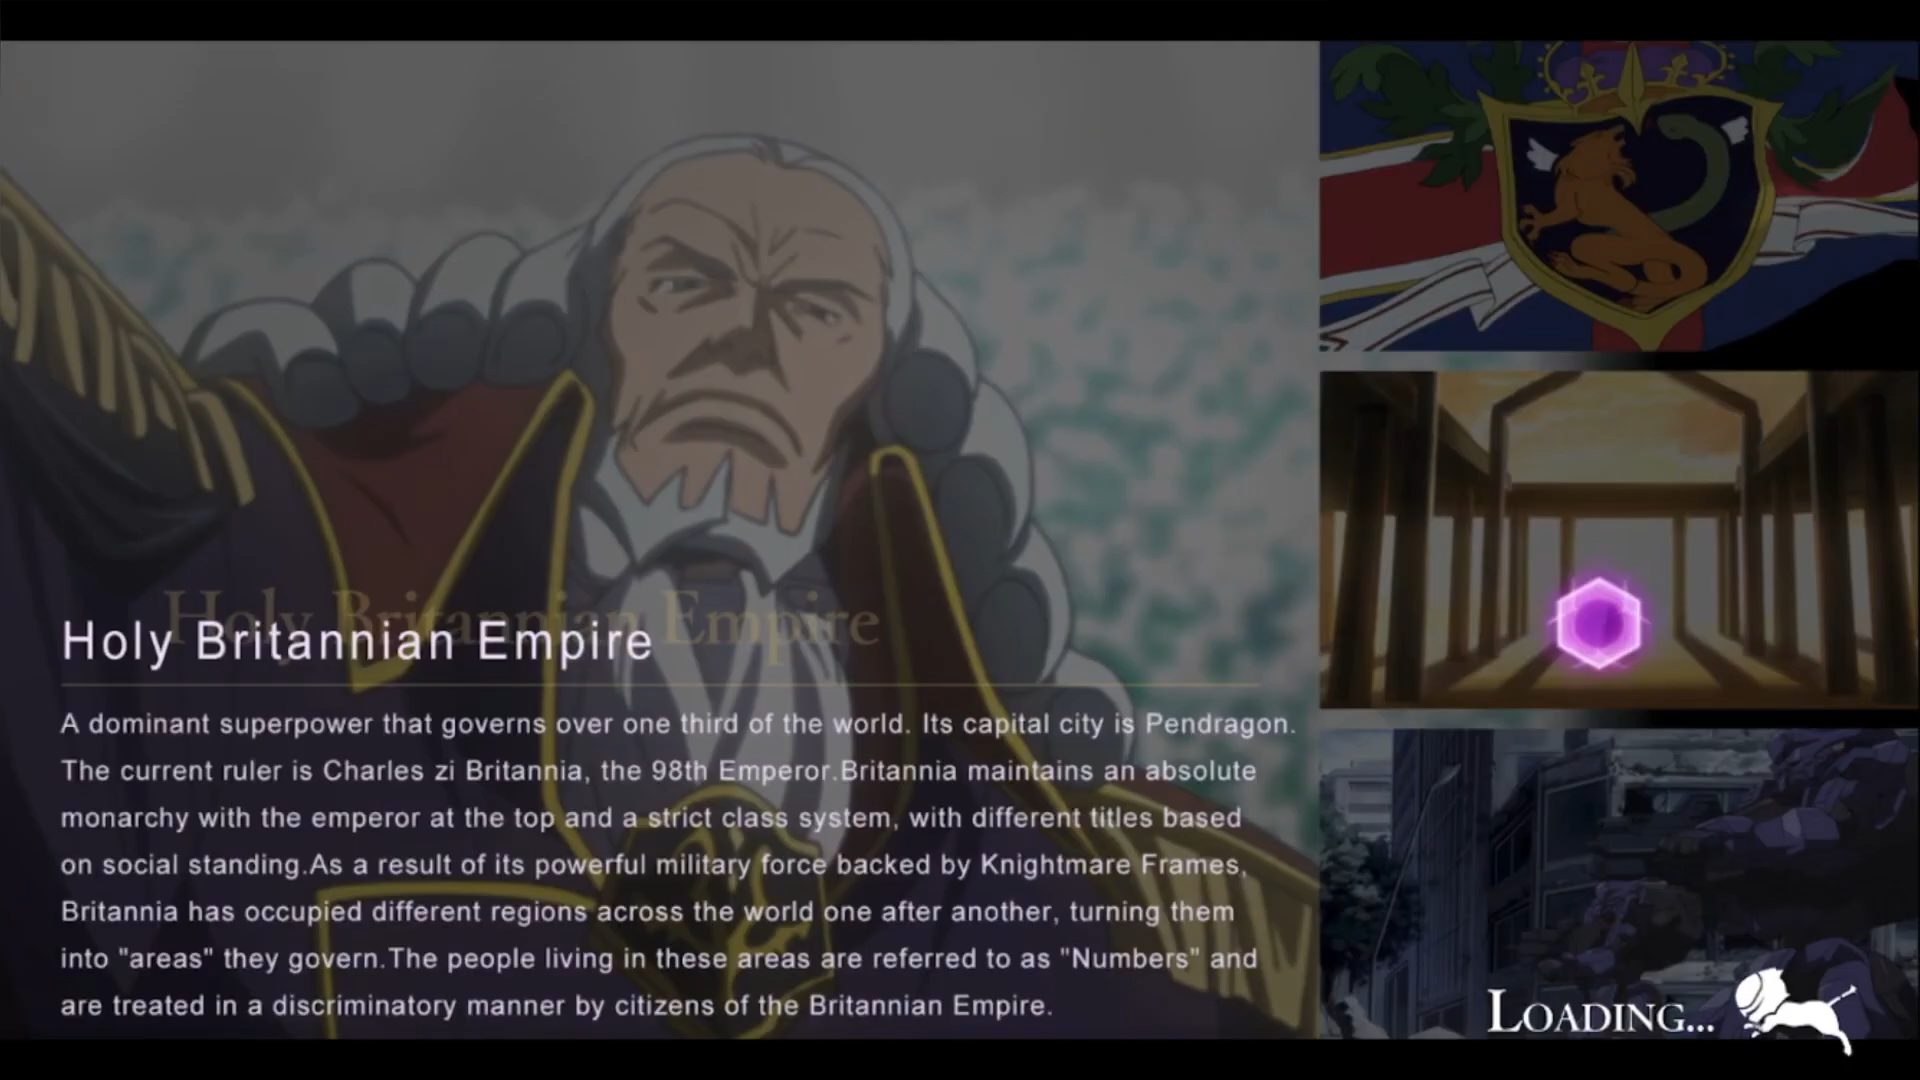 Holy Britannian Empire
Holy Britannian Empire
A dominant superpower that governs over one third of the world. Its capital city is Pendragon.
The current ruler is Charles zi Britannia, the 98th Emperor.Britannia maintains an absolute
monarchy with the emperor at the top and a strict class system, with different titles based
on social standing.As a result of its powerful military force backed by Knightmare Frames,
Britannia has occupied different regions across the world one after another, turning them
into "areas" they govern.The people living in these areas are referred to as "Numbers" and
are treated in a discriminatory manner by citizens of the Britannian Empire.
LOADING...